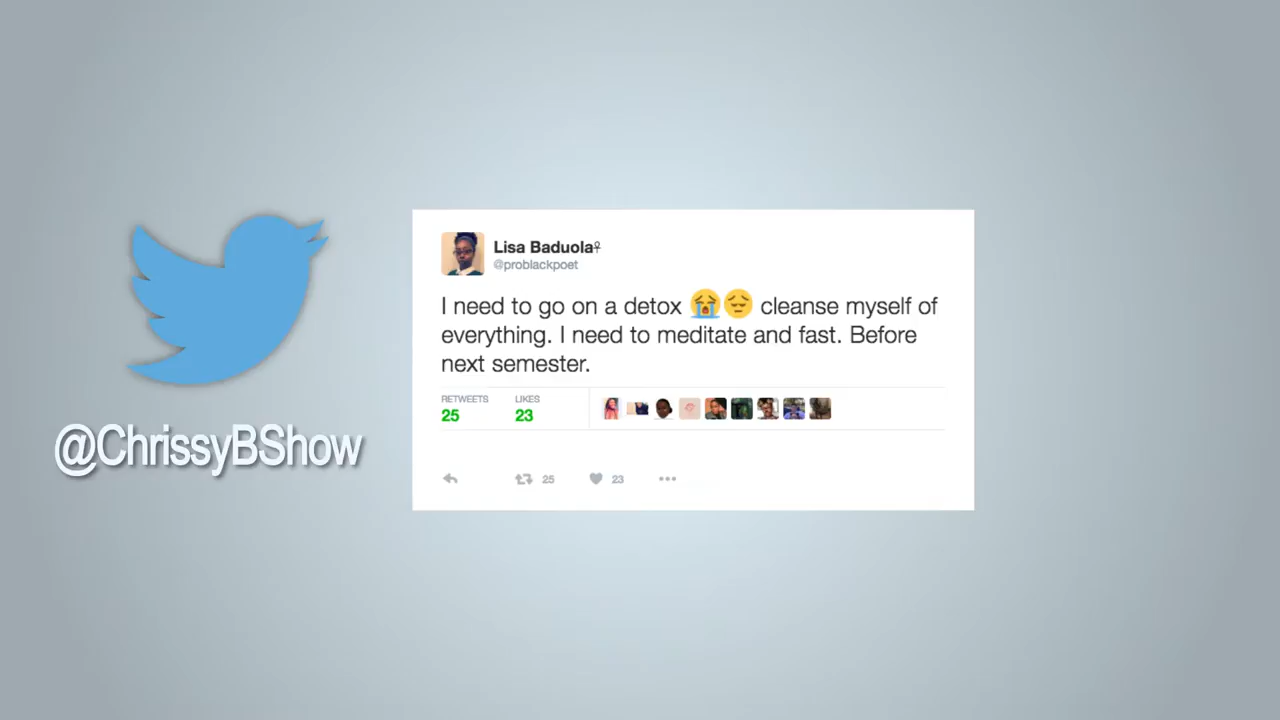 @ChrissyBShow
Lisa Baduola♀
@problackpoet
I need to go on a detox 😭😔 cleanse myself of
everything. I need to meditate and fast. Before
next semester.
RETWEETS LIKES
25 23
25 23